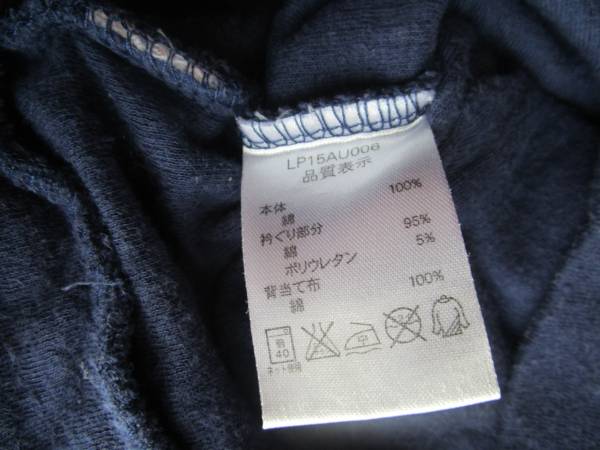 LP15AU006
品質表示
本体
綿 100%
衿ぐり部分
綿 95%
ポリウレタン 5%
背当て布
綿 100%
弱
40
ネット使用